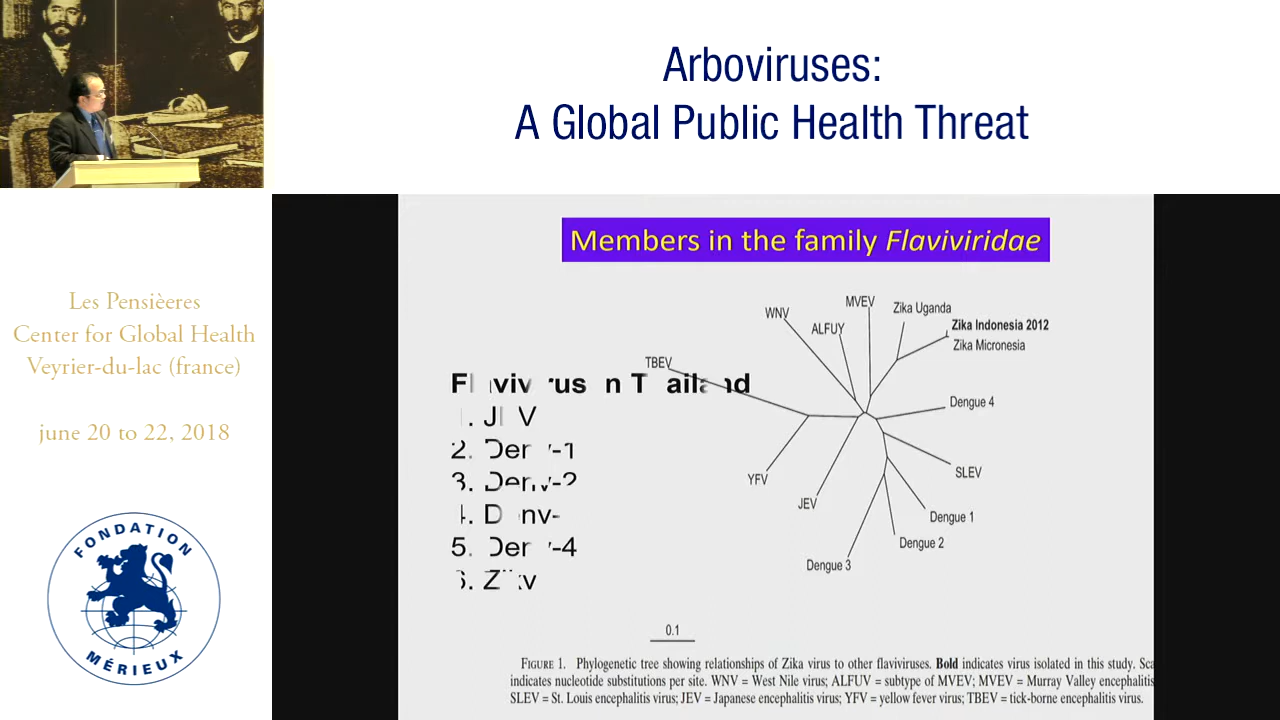 Arboviruses:
A Global Public Health Threat
Les Pensièeres
Center for Global Health
Veyrier-du-lac (france)
june 20 to 22, 2018
FONDATION
MÉRIEUX
Members in the family Flaviviridae
WNV
ALFUY
MVEV
Zika Uganda
Zika Indonesia 2012
Zika Micronesia
TBEV
Dengue 4
SLEV
YFV
JEV
Dengue 1
Dengue 2
Dengue 3
0.1
FIGURE 1. Phylogenetic tree showing relationships of Zika virus to other flaviviruses. Bold indicates virus isolated in this study.
indicates nucleotide substitutions per site. WNV = West Nile virus; ALFUY = subtype of MVEV; MVEV = Murray Valley encephalitis
SLEV = St. Louis encephalitis virus; JEV = Japanese encephalitis virus; YFV = yellow fever virus; TBEV = tick-borne encephalitis virus.